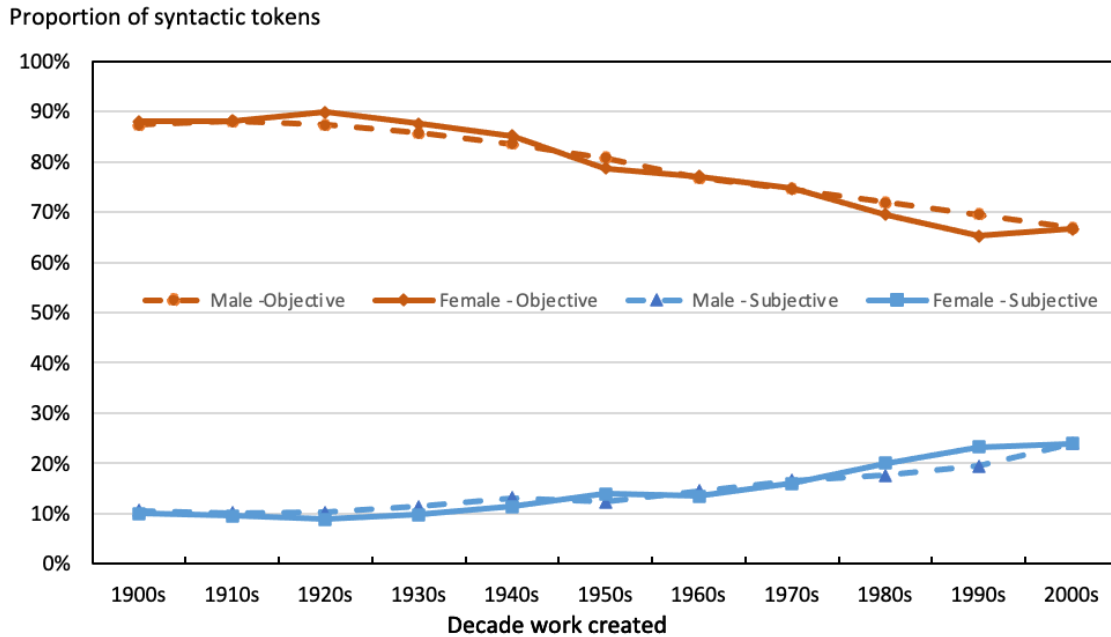 Proportion of syntactic tokens
100%
90%
80%
70%
60%
Male -Objective Female - Objective Male - Subjective Female - Subjective
50%
40%
30%
20%
10%
0%
1900s 1910s 1920s 1930s 1940s 1950s 1960s 1970s 1980s 1990s 2000s
Decade work created